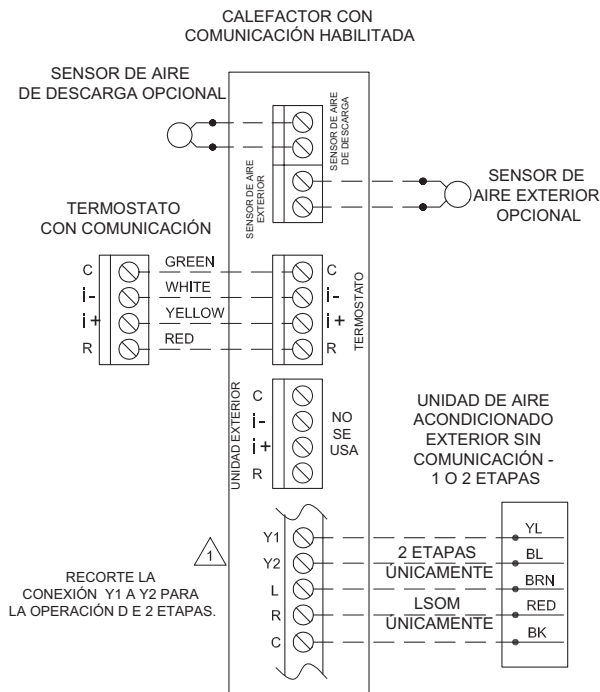 CALEFACTOR CON
COMUNICACIÓN HABILITADA
SENSOR DE AIRE
DE DESCARGA OPCIONAL
SENSOR DE AIRE
DE DESCARGA
SENSOR DE AIRE
EXTERIOR
SENSOR DE
AIRE EXTERIOR
OPCIONAL
TERMOSTATO
CON COMUNICACIÓN
C GREEN C
i- WHITE i-
i+ YELLOW i+
R RED R
TERMOSTATO
UNIDAD EXTERIOR
C
i-
i+
R
NO
SE
USA
UNIDAD DE AIRE
ACONDICIONADO
EXTERIOR SIN
COMUNICACIÓN -
1 O 2 ETAPAS
1
RECORTE LA
CONEXIÓN Y1 A Y2 PARA
LA OPERACIÓN D E 2 ETAPAS.
Y1
Y2
L
R
C
2 ETAPAS
ÚNICAMENTE
LSOM
ÚNICAMENTE
YL
BL
BRN
RED
BK